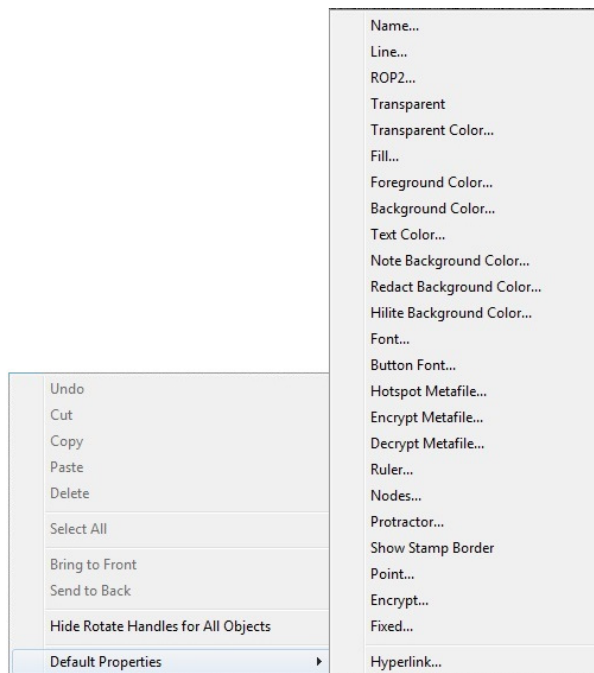 Undo
Cut
Copy
Paste
Delete
Select All
Bring to Front
Send to Back
Hide Rotate Handles for All Objects
Default Properties
Name...
Line...
ROP2...
Transparent
Transparent Color...
Fill...
Foreground Color...
Background Color...
Text Color...
Note Background Color...
Redact Background Color...
Hilite Background Color...
Font...
Button Font...
Hotspot Metafile...
Encrypt Metafile...
Decrypt Metafile...
Ruler...
Nodes...
Protractor...
Show Stamp Border
Point...
Encrypt...
Fixed...
Hyperlink...